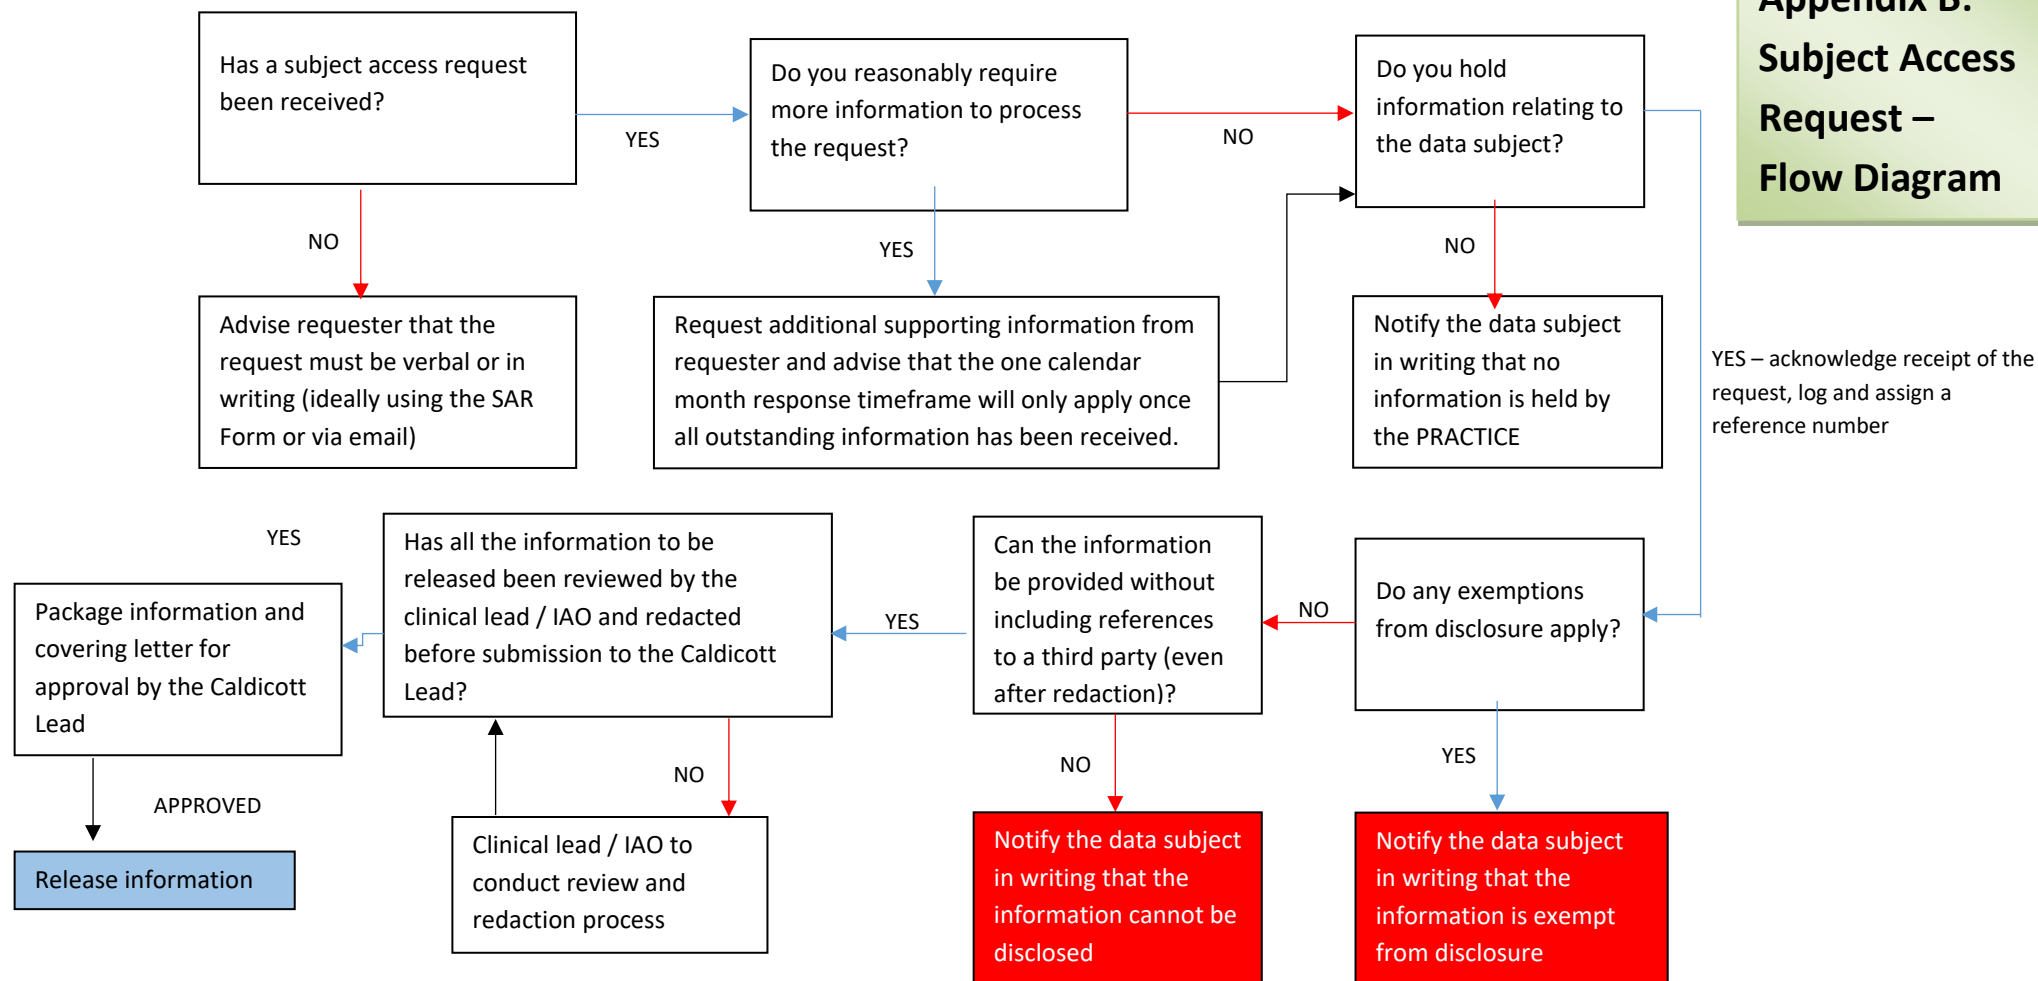 Appendix B:
Subject Access
Request –
Flow Diagram
Has a subject access request
been received?
YES
Do you reasonably require
more information to process
the request?
NO
Do you hold
information relating to
the data subject?
NO
YES
NO
Advise requester that the
request must be verbal or in
writing (ideally using the SAR
Form or via email)
Request additional supporting information from
requester and advise that the one calendar
month response timeframe will only apply once
all outstanding information has been received.
Notify the data subject
in writing that no
information is held by
the PRACTICE
YES – acknowledge receipt of the
request, log and assign a
reference number
Do any exemptions
from disclosure apply?
NO
Can the information
be provided without
including references
to a third party (even
after redaction)?
YES
Has all the information to be
released been reviewed by the
clinical lead / IAO and redacted
before submission to the Caldicott
Lead?
YES
Package information and
covering letter for
approval by the Caldicott
Lead
APPROVED
NO
NO
YES
Release information
Clinical lead / IAO to
conduct review and
redaction process
Notify the data subject
in writing that the
information cannot be
disclosed
Notify the data subject
in writing that the
information is exempt
from disclosure